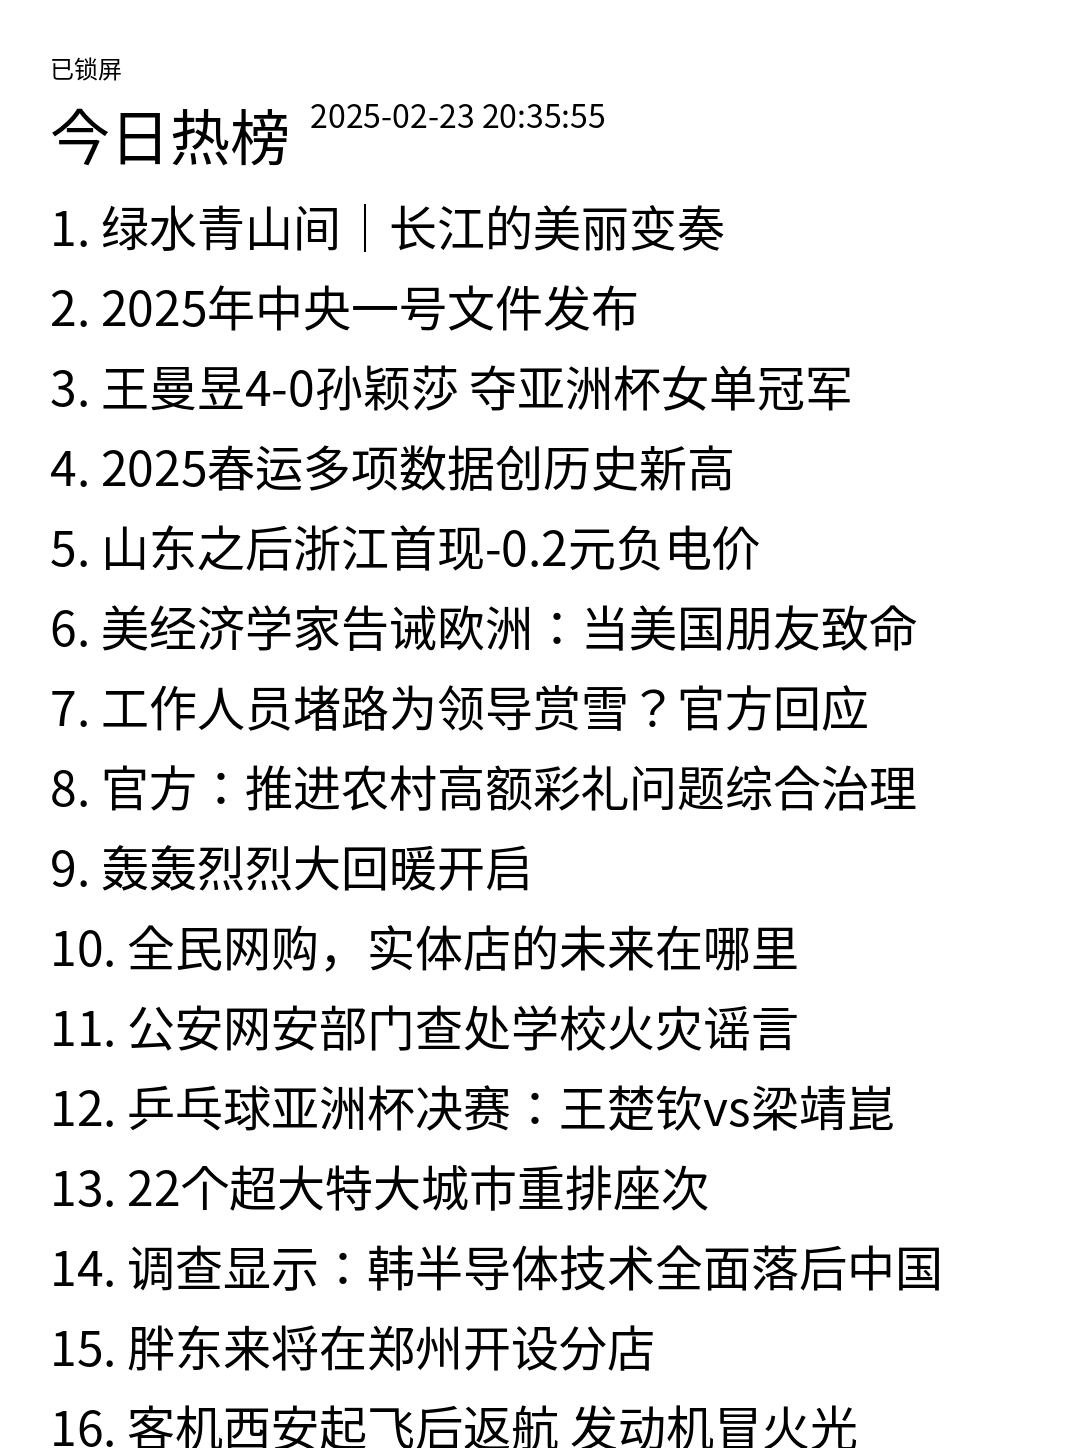 已锁屏
今日热榜 2025-02-23 20:35:55
1. 绿水青山间｜长江的美丽变奏
2. 2025年中央一号文件发布
3. 王曼昱4-0孙颖莎 夺亚洲杯女单冠军
4. 2025春运多项数据创历史新高
5. 山东之后浙江首现-0.2元负电价
6. 美经济学家告诫欧洲：当美国朋友致命
7. 工作人员堵路为领导赏雪？官方回应
8. 官方：推进农村高额彩礼问题综合治理
9. 轰轰烈烈大回暖开启
10. 全民网购，实体店的未来在哪里
11. 公安网安部门查处学校火灾谣言
12. 乒乓球亚洲杯决赛：王楚钦vs梁靖崑
13. 22个超大特大城市重排座次
14. 调查显示：韩半导体技术全面落后中国
15. 胖东来将在郑州开设分店
16. 客机西安起飞后返航 发动机冒火光